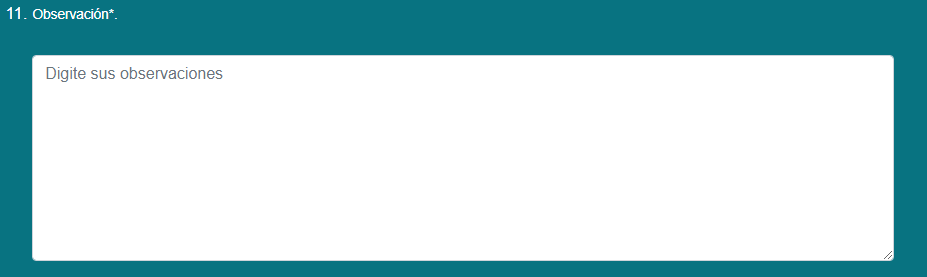 11. Observación*.
Digite sus observaciones